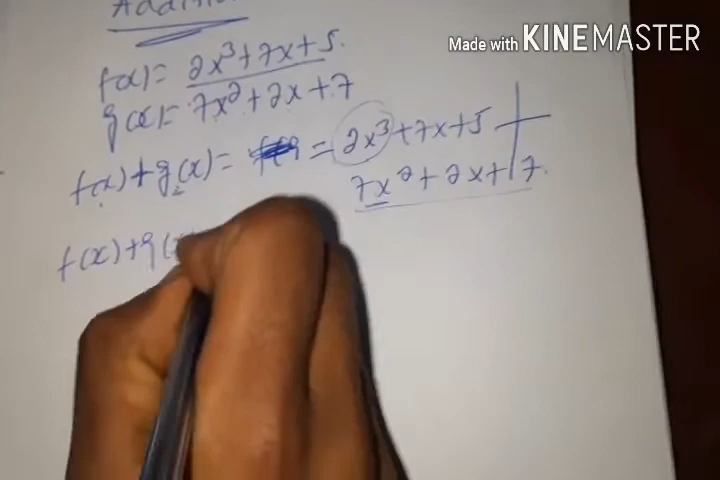 Made with KINEMASTER
f(x)= 2x³+7x+5.
g(x)= 7x²+2x+7
f(x)+g(x)= = 2x³+7x+5 +
7x²+2x+7.
f(x)+g(